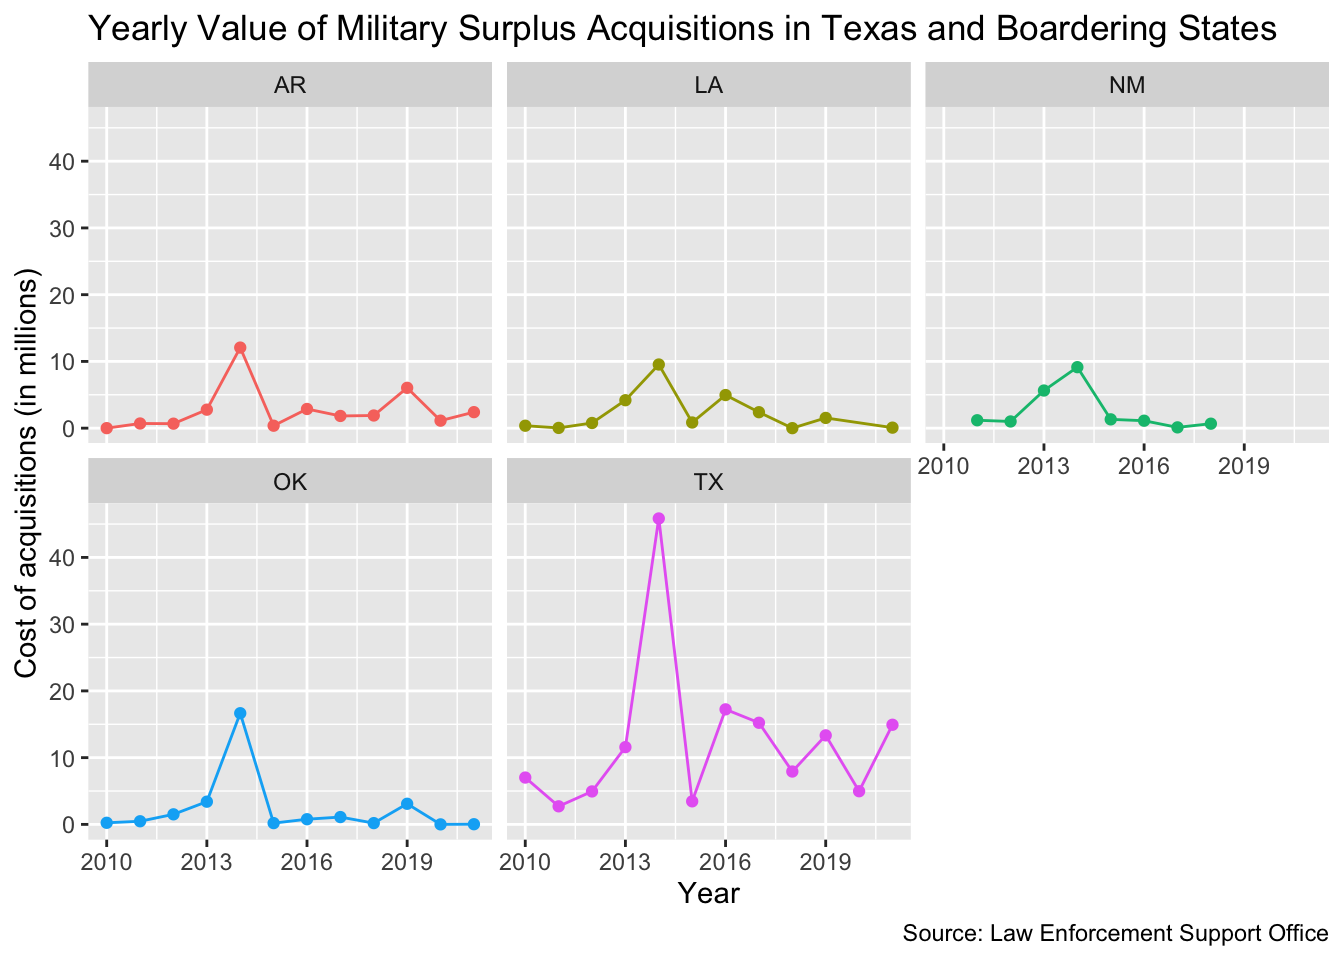 Yearly Value of Military Surplus Acquisitions in Texas and Boardering States
AR LA NM
40
30
20
10
0
2010 2013 2016 2019
OK TX
40
30
20
10
0
2010 2013 2016 2019 2010 2013 2016 2019
Cost of acquisitions (in millions)
Year
Source: Law Enforcement Support Office